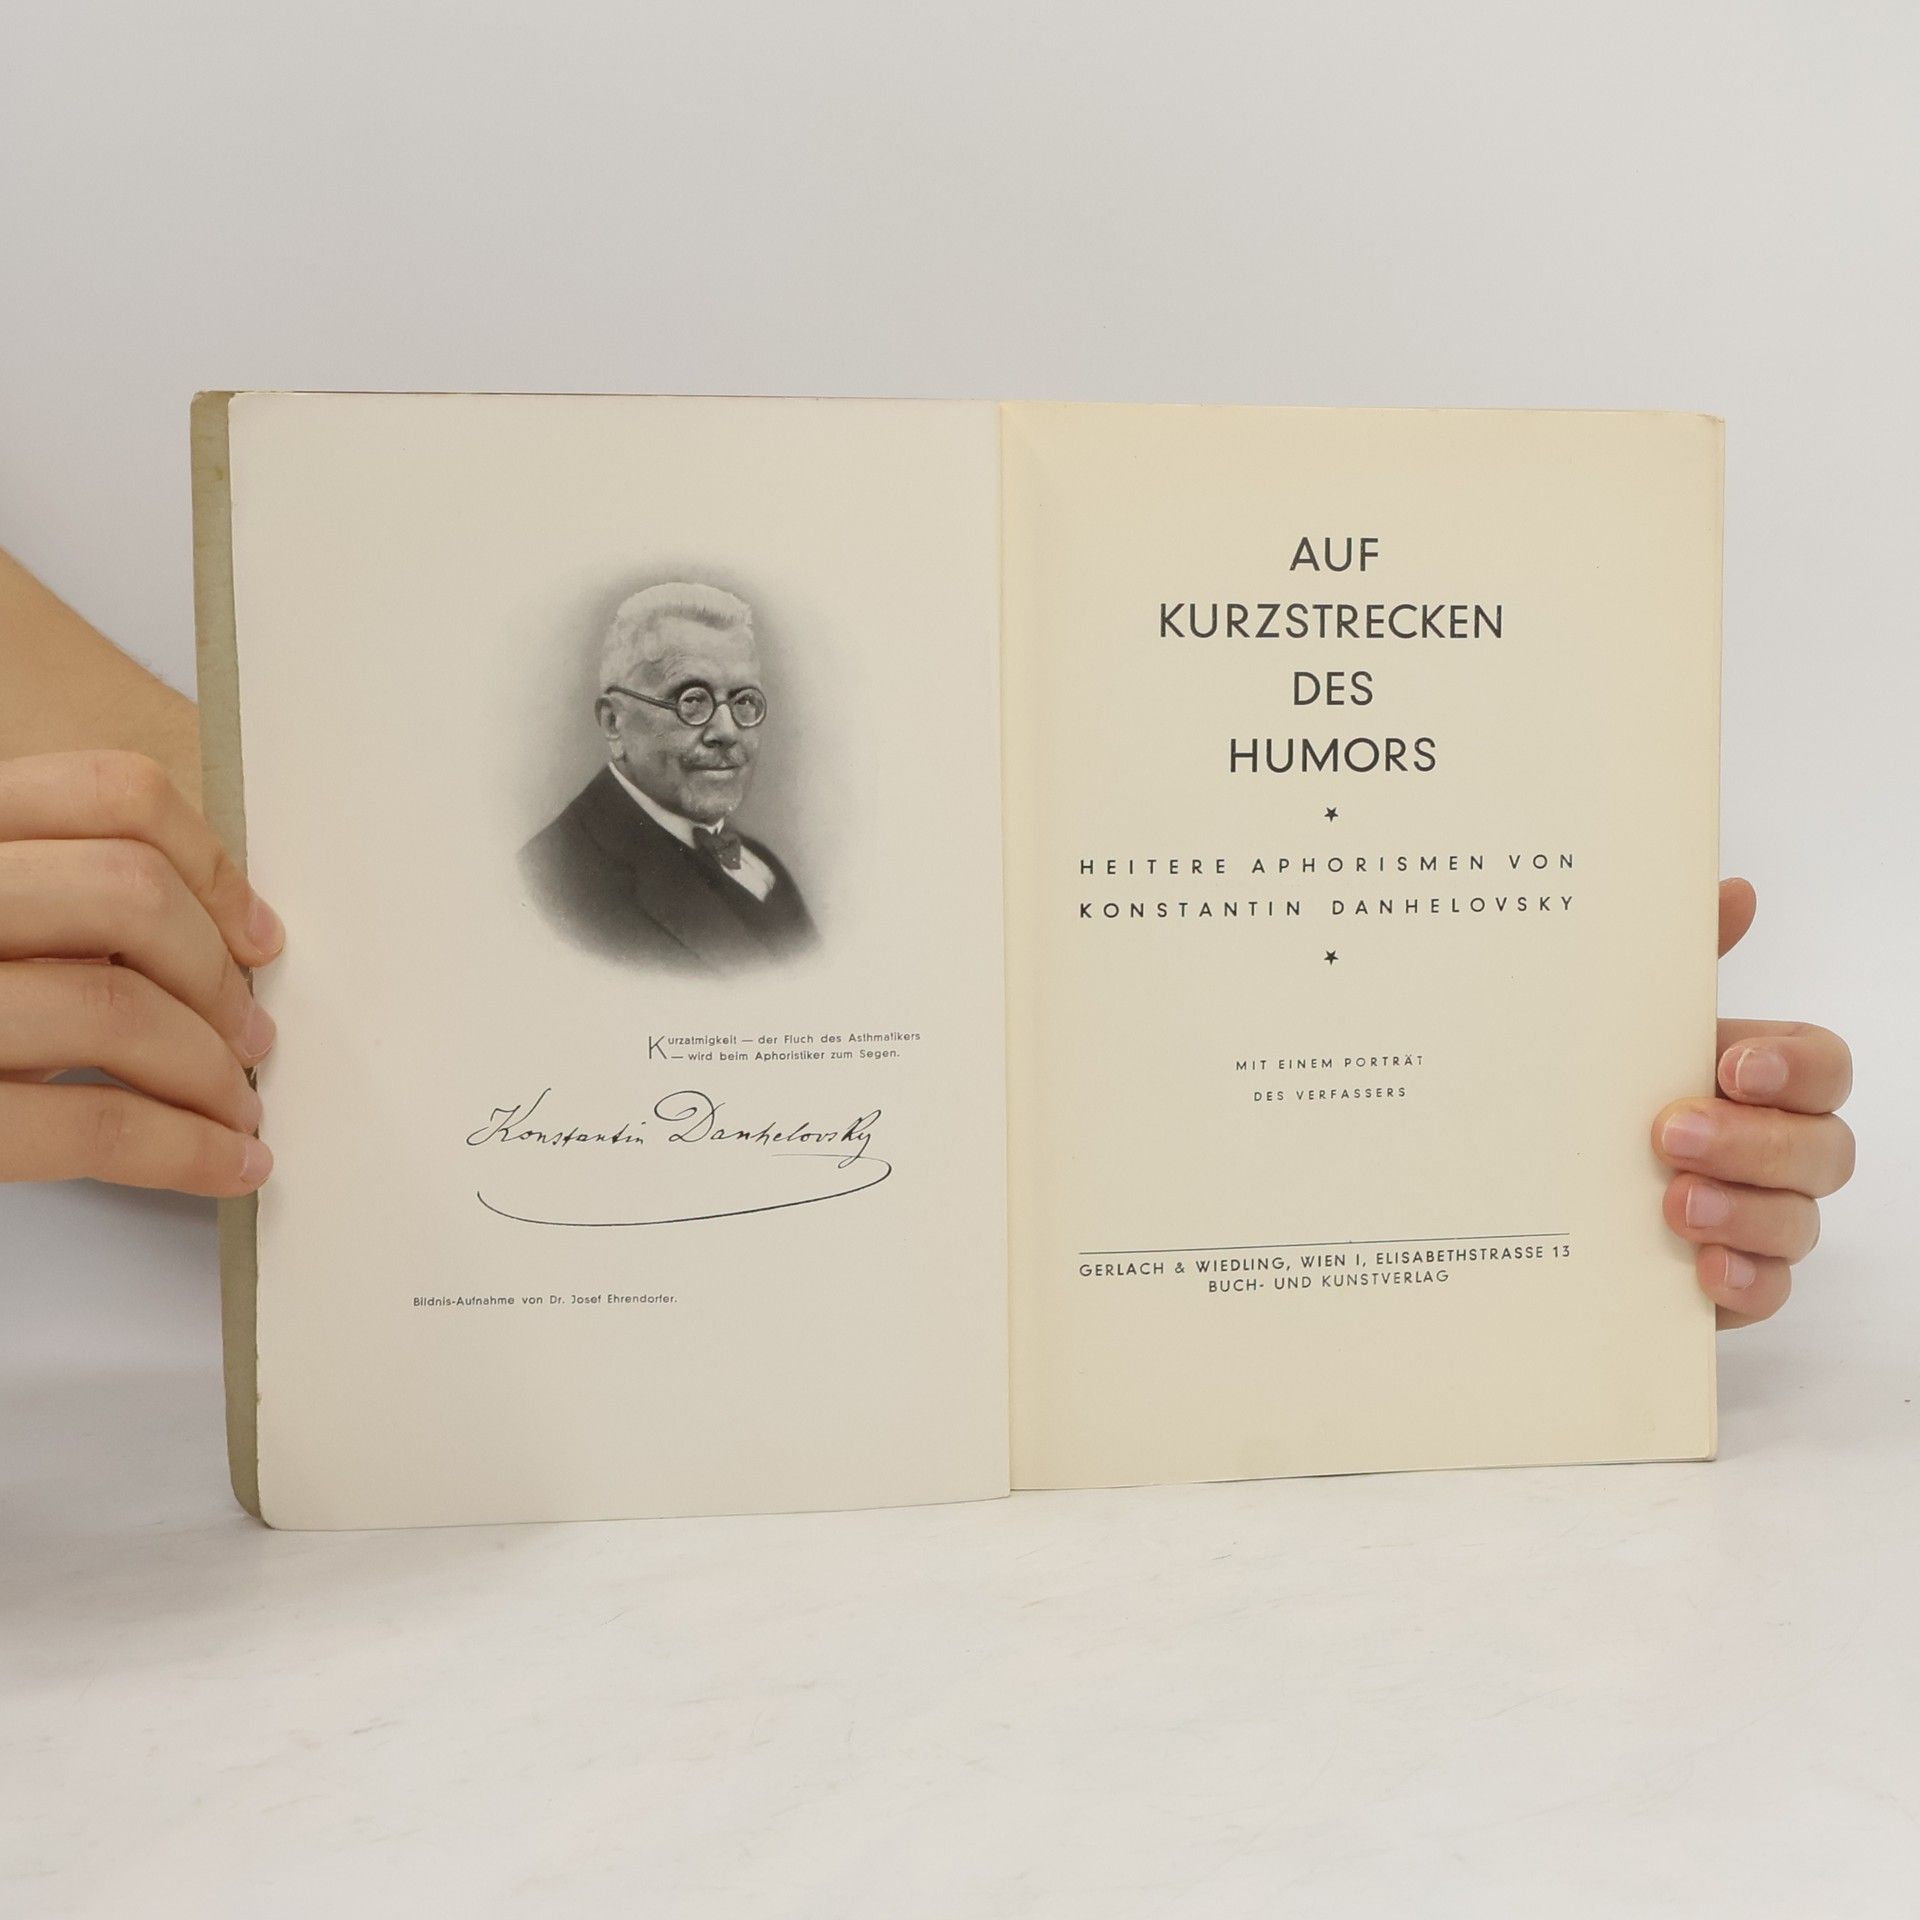 Kurzatmigkeit — der Fluch des Asthmatikers
— wird beim Aphoristiker zum Segen.
Konstantin Danhelovsky
Bildnis-Aufnahme von Dr. Josef Ehrendorfer.
AUF
KURZSTRECKEN
DES
HUMORS
HEITERE APHORISMEN VON
KONSTANTIN DANHELOVSKY
MIT EINEM PORTRÄT
DES VERFASSERS
GERLACH & WIEDLING, WIEN I, ELISABETHSTRASSE 13
BUCH- UND KUNSTVERLAG